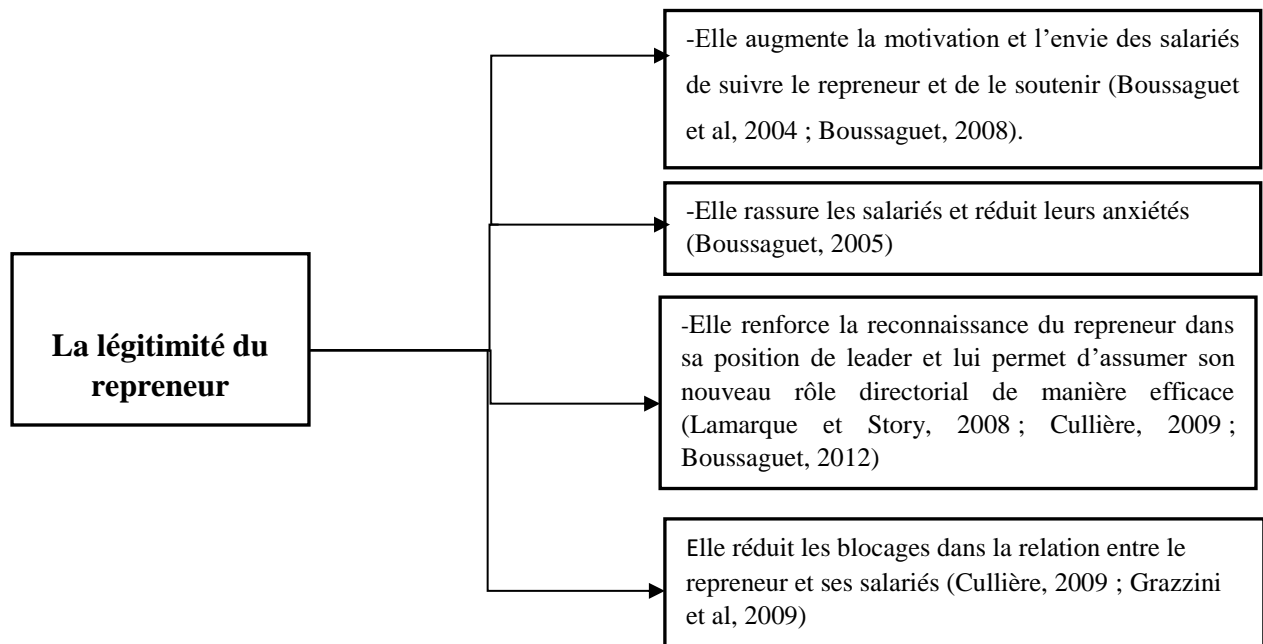 -Elle augmente la motivation et l’envie des salariés
de suivre le repreneur et de le soutenir (Boussaguet
et al, 2004 ; Boussaguet, 2008).
-Elle rassure les salariés et réduit leurs anxiétés
(Boussaguet, 2005)
La légitimité du
repreneur
-Elle renforce la reconnaissance du repreneur dans
sa position de leader et lui permet d’assumer son
nouveau rôle directorial de manière efficace
(Lamarque et Story, 2008 ; Cullière, 2009 ;
Boussaguet, 2012)
Elle réduit les blocages dans la relation entre le
repreneur et ses salariés (Cullière, 2009 ; Grazzini
et al, 2009)